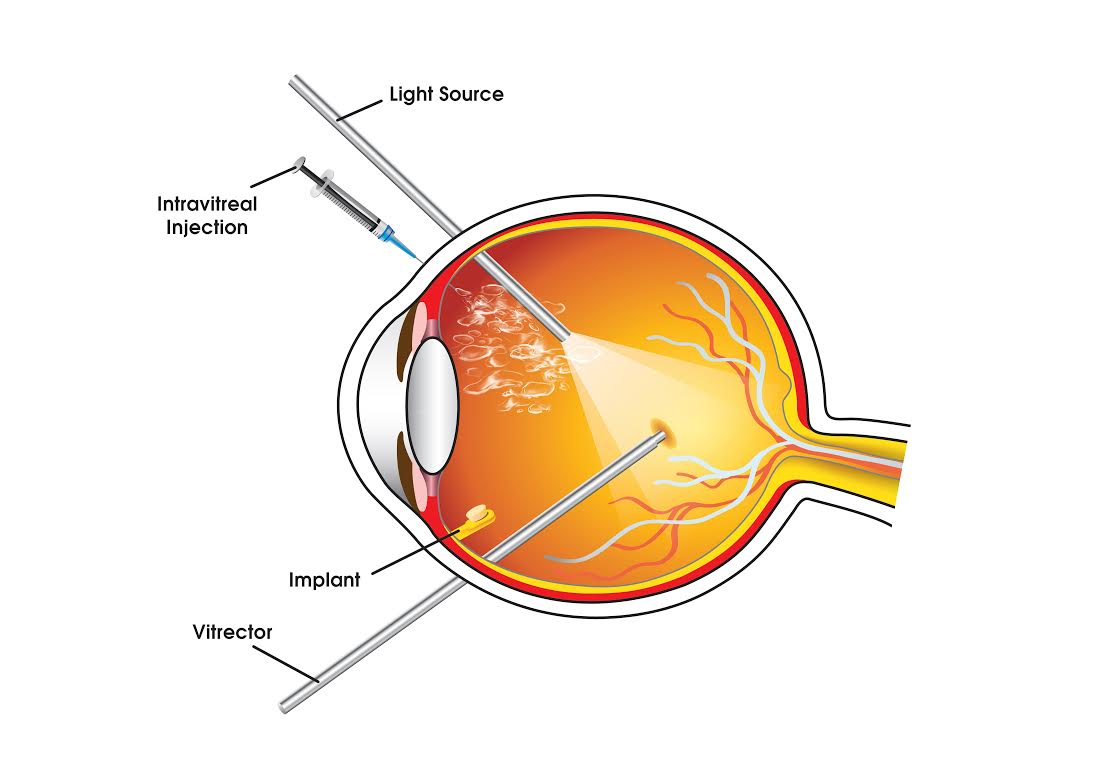 Light Source
Intravitreal
Injection
Implant
Vitrector